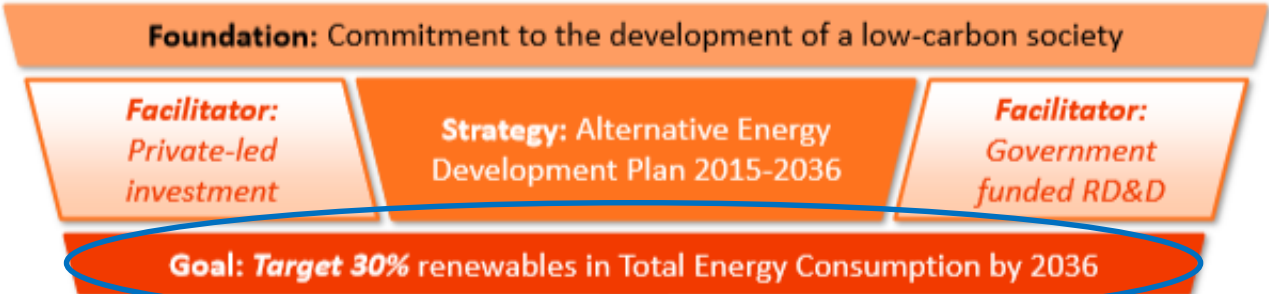 Foundation: Commitment to the development of a low-carbon society
Facilitator:
Private-led
investment
Strategy: Alternative Energy
Development Plan 2015-2036
Facilitator:
Government
funded RD&D
Goal: Target 30% renewables in Total Energy Consumption by 2036